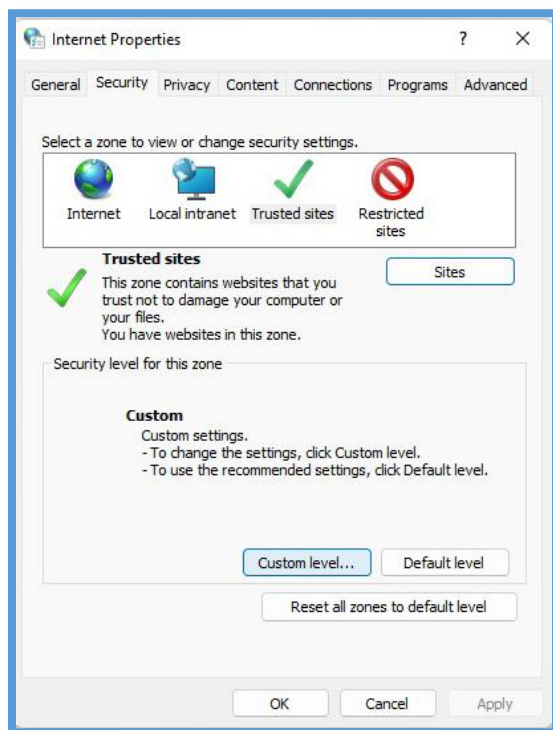 Internet Properties
?
General Security Privacy Content Connections Programs Advanced
Select a zone to view or change security settings.
Internet Local intranet Trusted sites Restricted
sites
Trusted sites
Sites
This zone contains websites that you
trust not to damage your computer or
your files.
You have websites in this zone.
Security level for this zone
Custom
Custom settings.
- To change the settings, click Custom level.
- To use the recommended settings, click Default level.
Custom level... Default level
Reset all zones to default level
OK Cancel Apply